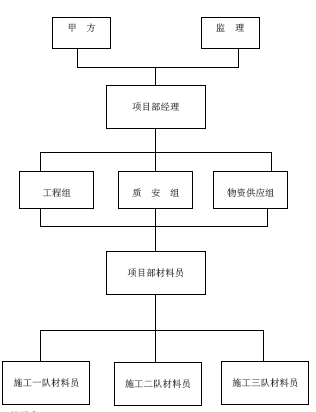 甲 方
监 理
项目部经理
工程组
质 安 组
物资供应组
项目部材料员
施工一队材料员
施工二队材料员
施工三队材料员